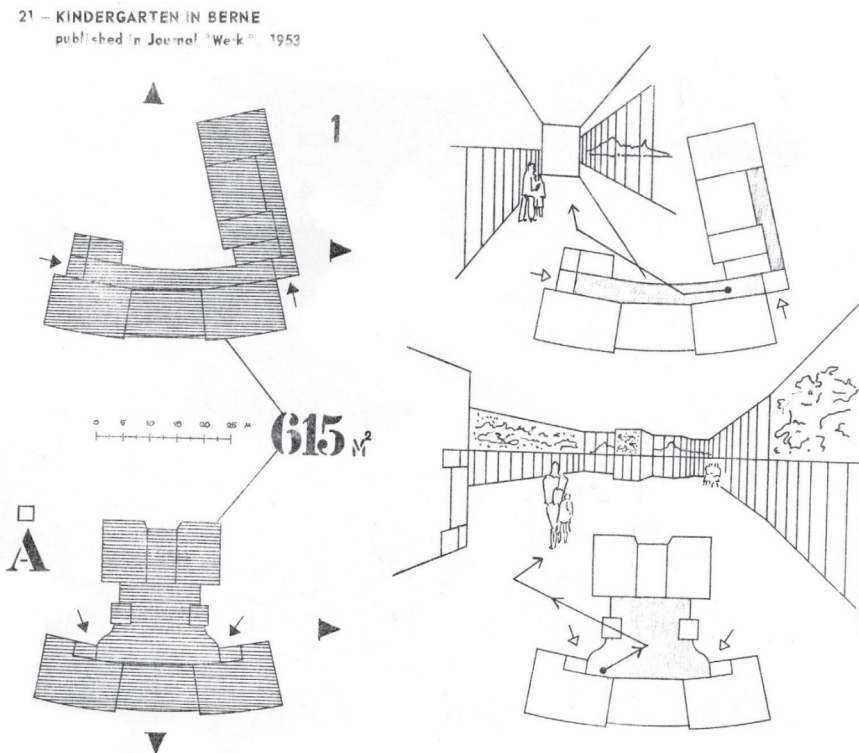 21 – KINDERGARTEN IN BERNE
published in Journal "Werk", 1953
1
0 5 10 15 20 25 M
615 M²
A